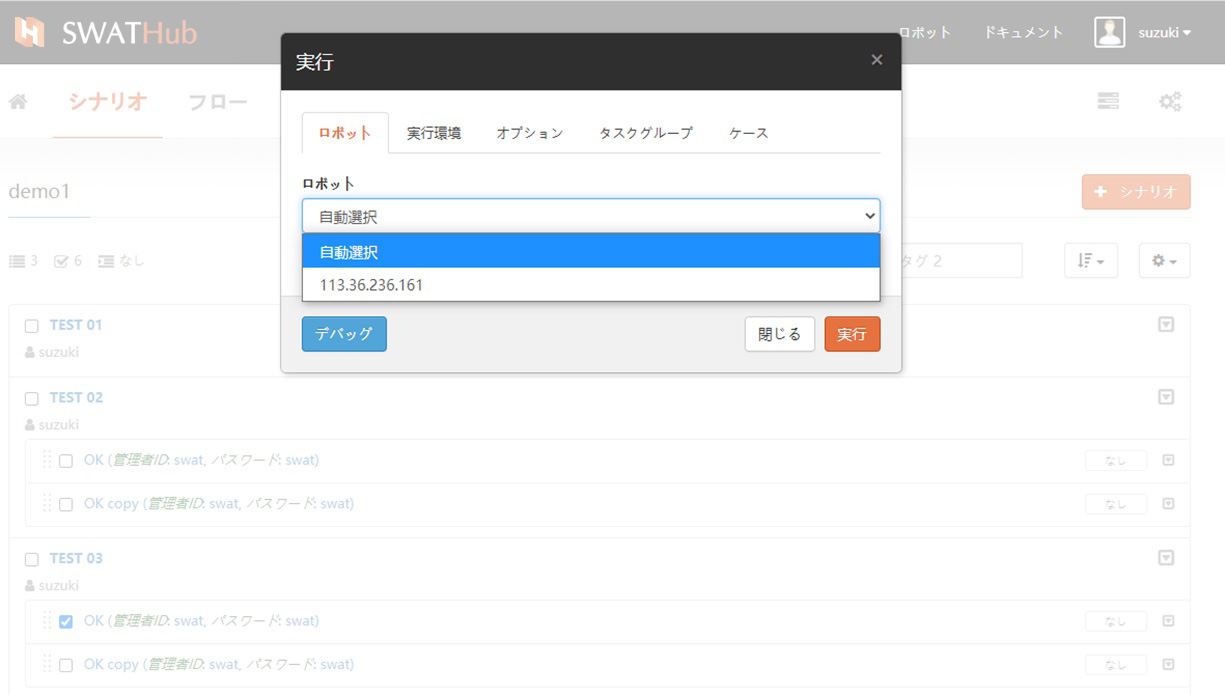 SWATHub
ロボット
ドキュメント
suzuki
シナリオ
フロー
実行
×
ロボット
実行環境
オプション
タスクグループ
ケース
ロボット
自動選択
自動選択
113.36.236.161
デバッグ
閉じる
実行
demo1
シナリオ
3
6
なし
タグ 2
TEST 01
suzuki
TEST 02
suzuki
OK (管理者ID: swat, パスワード: swat)
なし
OK copy (管理者ID: swat, パスワード: swat)
なし
TEST 03
suzuki
OK (管理者ID: swat, パスワード: swat)
なし
OK copy (管理者ID: swat, パスワード: swat)
なし